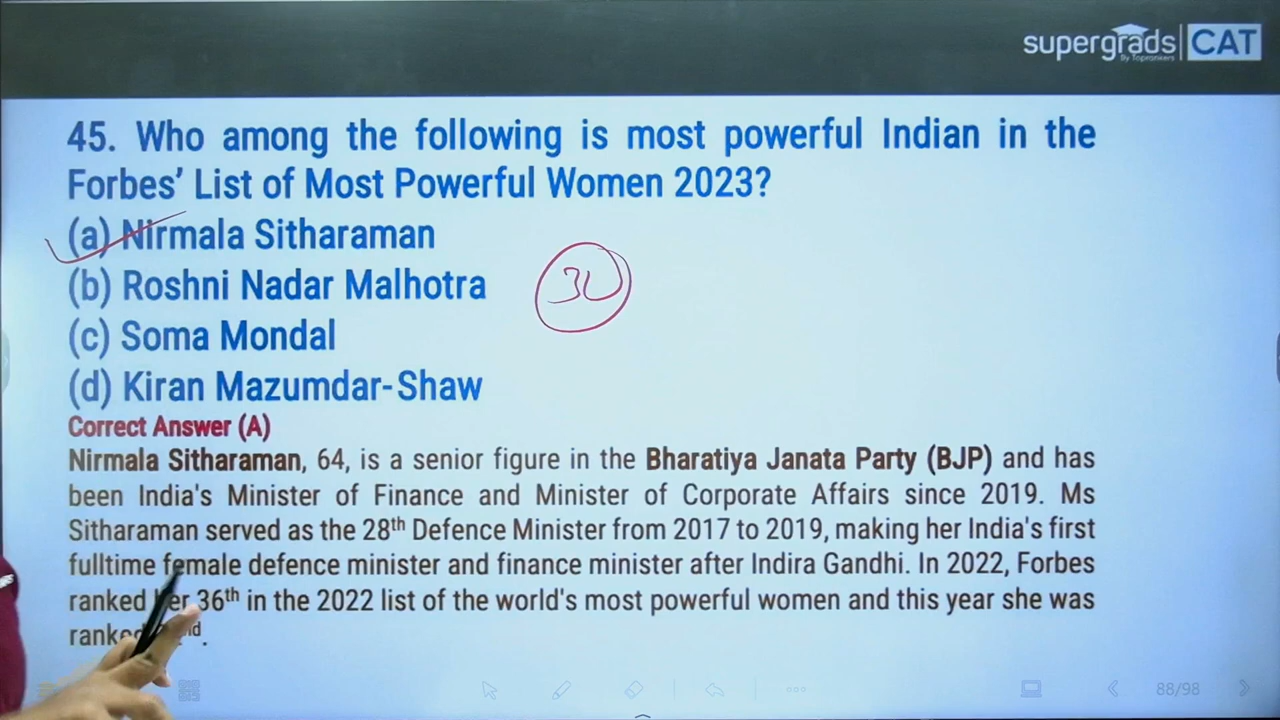 supergrads | CAT
By Toprankers
45. Who among the following is most powerful Indian in the
Forbes’ List of Most Powerful Women 2023?
(a) Nirmala Sitharaman
(b) Roshni Nadar Malhotra
(c) Soma Mondal
(d) Kiran Mazumdar-Shaw
Correct Answer (A)
Nirmala Sitharaman, 64, is a senior figure in the Bharatiya Janata Party (BJP) and has
been India's Minister of Finance and Minister of Corporate Affairs since 2019. Ms
Sitharaman served as the 28th Defence Minister from 2017 to 2019, making her India's first
fulltime female defence minister and finance minister after Indira Gandhi. In 2022, Forbes
ranked her 36th in the 2022 list of the world's most powerful women and this year she was
ranked nd.
88/98